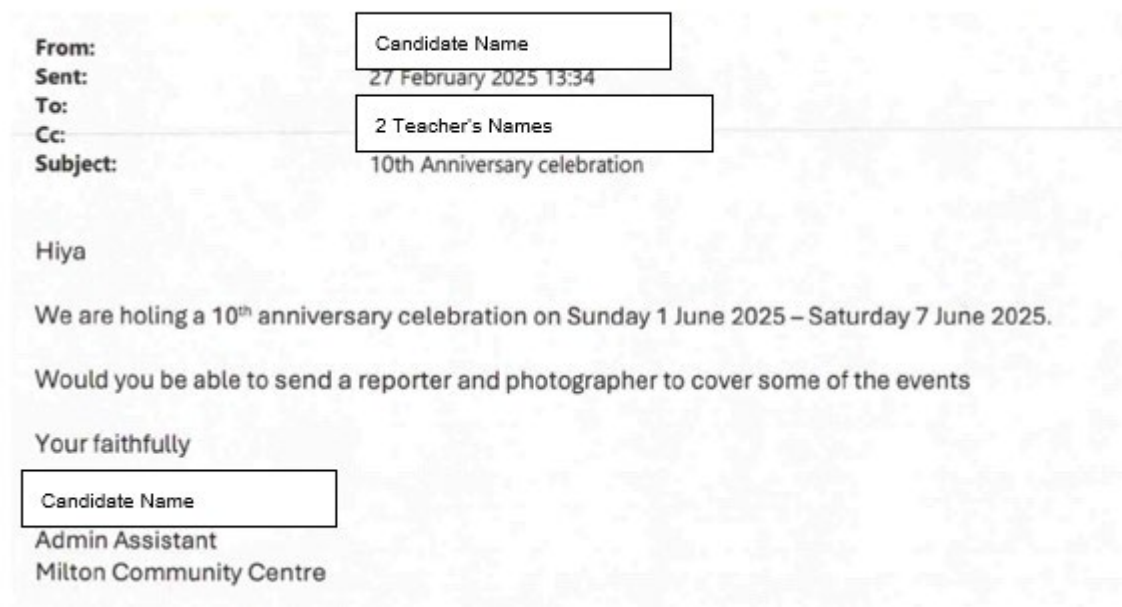 From: Candidate Name
Sent: 27 February 2025 13:34
To: 2 Teacher's Names
Cc:
Subject: 10th Anniversary celebration
Hiya
We are holing a 10th anniversary celebration on Sunday 1 June 2025 – Saturday 7 June 2025.
Would you be able to send a reporter and photographer to cover some of the events
Your faithfully
Candidate Name
Admin Assistant
Milton Community Centre